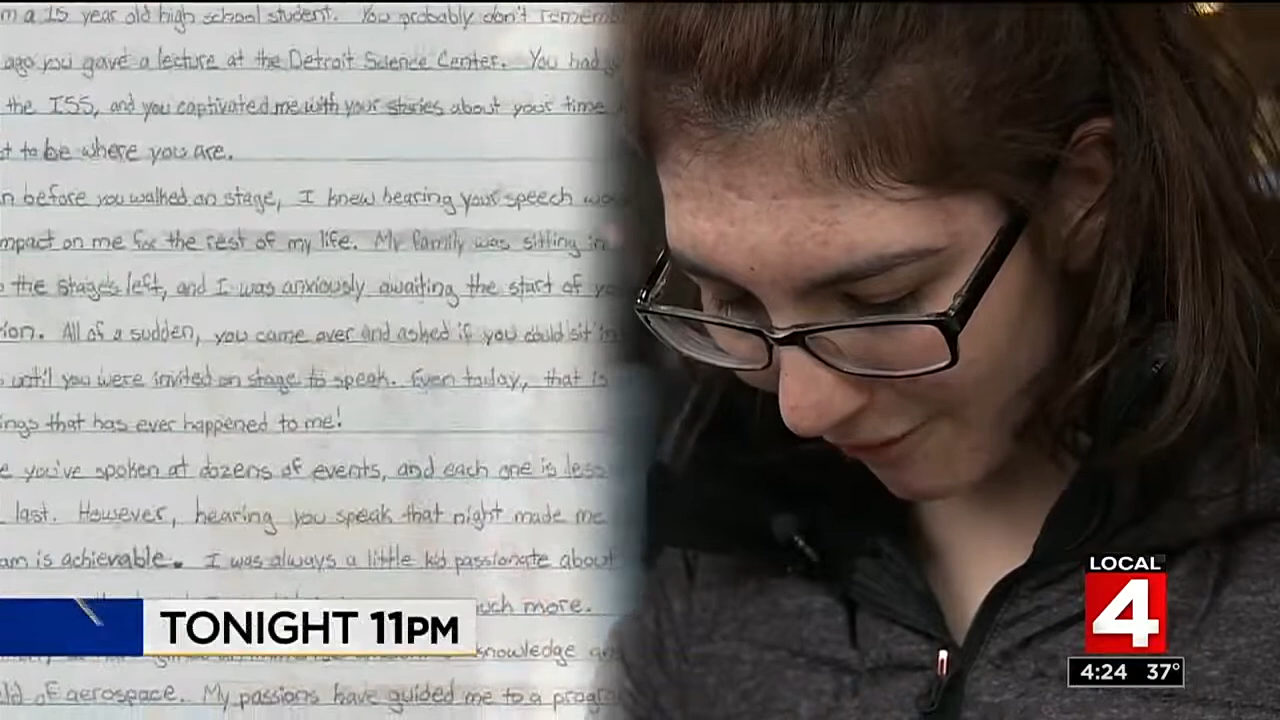 m a 15 year old high school student. You probably don't rememb
ago you gave a lecture at the Detroit Science Center. You had
the ISS, and you captivated me with your stories about your time
t to be where you are.
n before you walked on stage, I knew hearing your speech wo
mpact on me for the rest of my life. My family was sitting in
the stage's left, and I was anxiously awaiting the start of yo
ion. All of a sudden, you came over and asked if you could sit in
until you were invited on stage to speak. Even today, that is
ings that has ever happened to me!
e you've spoken at dozens of events, and each one is less
last. However, hearing you speak that night made me
am is achievable. I was always a little kid passionate about
uch more.
knowledge an
ld of aerospace. My passions have guided me to a progr
TONIGHT 11PM
LOCAL
4
4:24 37°